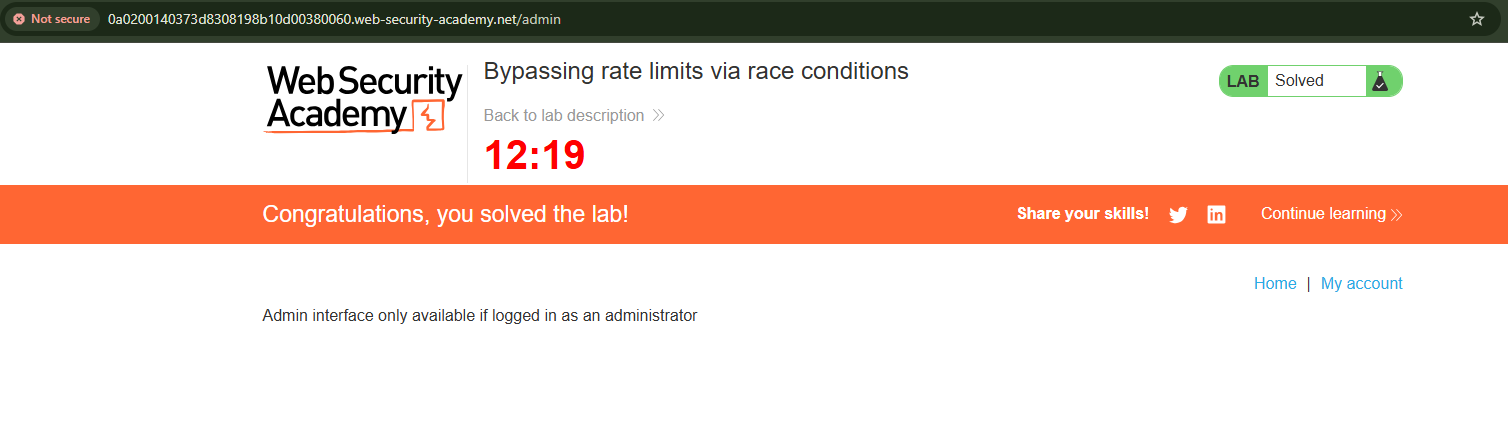 Not secure 0a0200140373d8308198b10d00380060.web-security-academy.net/admin
Web Security
Academy
Bypassing rate limits via race conditions
LAB Solved
Back to lab description
12:19
Congratulations, you solved the lab!
Share your skills!
Continue learning
Home | My account
Admin interface only available if logged in as an administrator